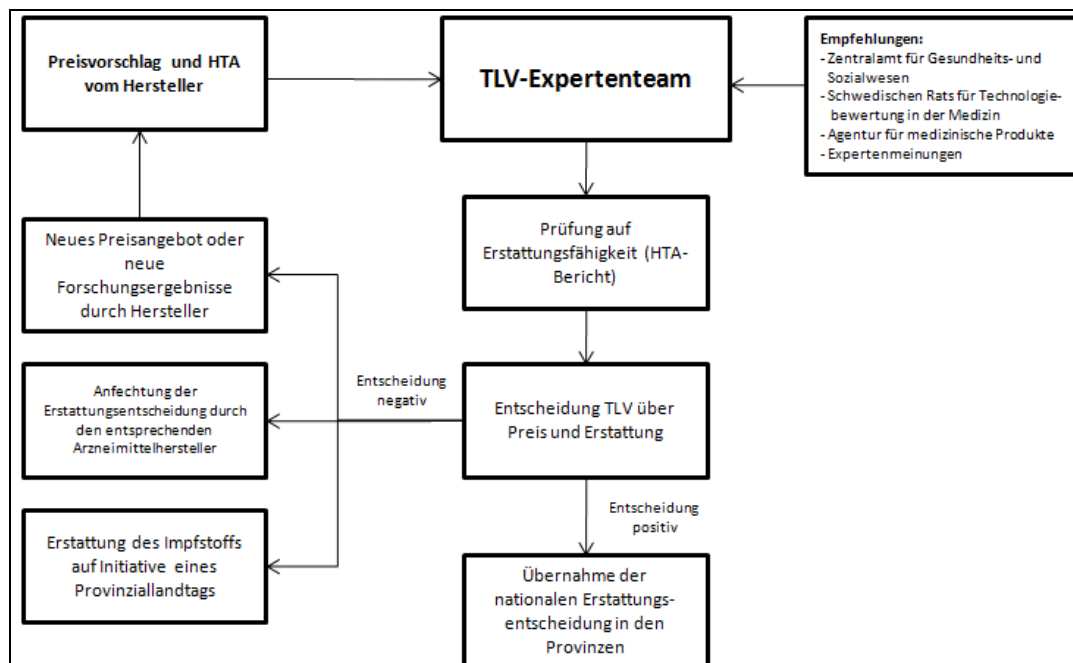 Preisvorschlag und HTA
vom Hersteller
TLV-Expertenteam
Empfehlungen:
- Zentralamt für Gesundheits- und
Sozialwesen
- Schwedischen Rats für Technologie-
bewertung in der Medizin
- Agentur für medizinische Produkte
- Expertenmeinungen
Prüfung auf
Erstattungsfähigkeit (HTA-
Bericht)
Neues Preisangebot oder
neue
Forschungsergebnisse
durch Hersteller
Entscheidung
negativ
Anfechtung der
Erstattungsentscheidung durch
den entsprechenden
Arzneimittelhersteller
Entscheidung TLV über
Preis und Erstattung
Entscheidung
positiv
Erstattung des Impfstoffs
auf Initiative eines
Provinziallandtags
Übernahme der
nationalen Erstattungs-
entscheidung in den
Provinzen